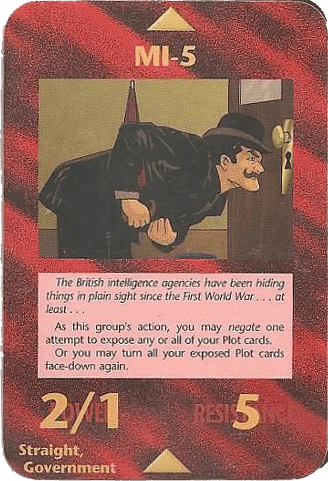 MI-5
The British intelligence agencies have been hiding
things in plain sight since the First World War . . . at
least . . .
As this group's action, you may negate one
attempt to expose any or all of your Plot cards.
Or you may turn all your exposed Plot cards
face-down again.
POWER RESISTANCE
2/1 5
Straight,
Government